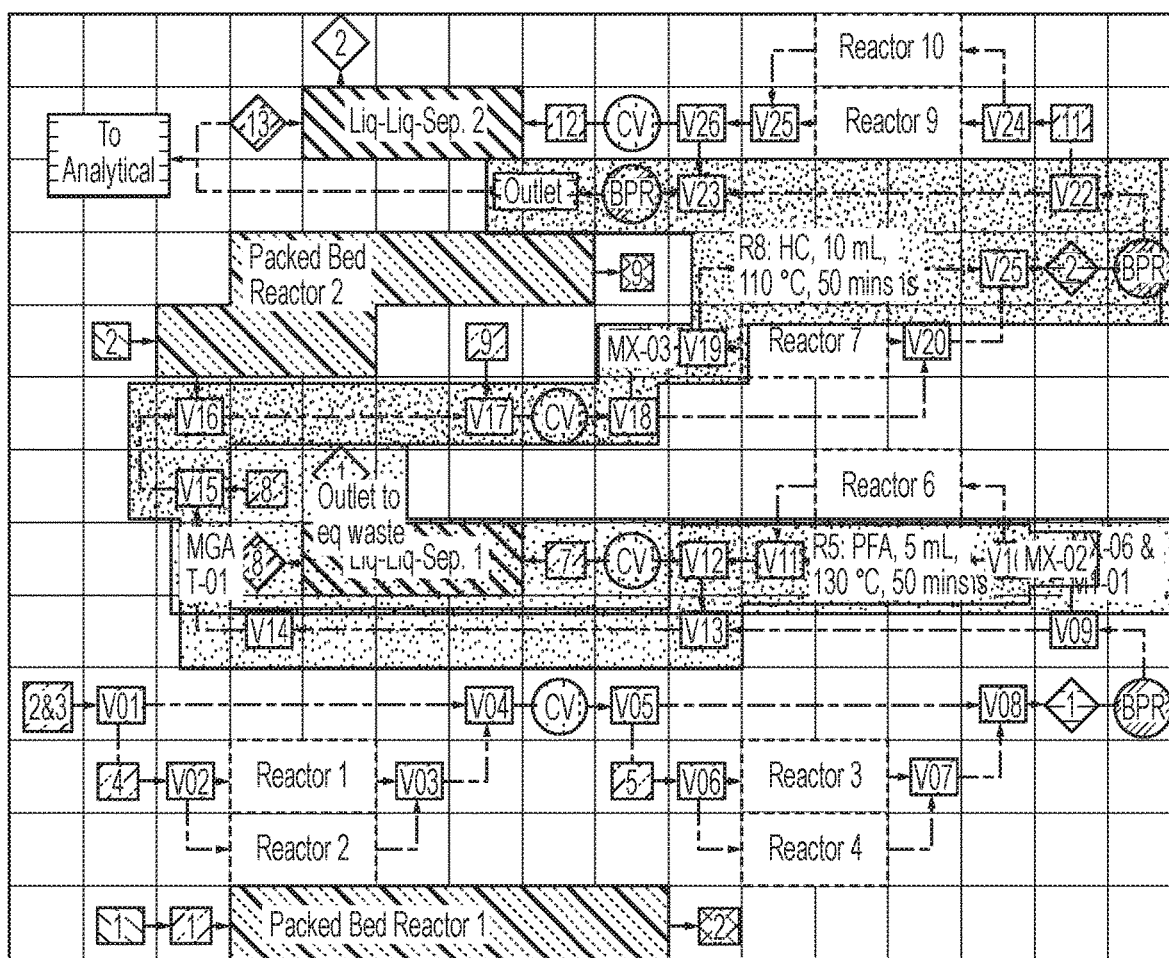 2
Reactor 10
To
Analytical
13
Liq-Liq-Sep. 2
12
CV
V26
V25
Reactor 9
V24
11
Outlet
BPR
V23
V22
Packed Bed
Reactor 2
9
R8: HC, 10 mL,
110 °C, 50 mins
V25
2
BPR
2
9
MX-03
V19
Reactor 7
V20
V16
V17
CV
V18
V15
8
1
Outlet to
eq waste
Reactor 6
MGA
T-01
8
Liq-Liq-Sep. 1
7
CV
V12
V11
R5: PFA, 5 mL,
130 °C, 50 mins
MX-02
-06 &
-01
V14
V13
V09
2&3
V01
V04
CV
V05
V08
1
BPR
4
V02
Reactor 1
V03
5
V06
Reactor 3
V07
Reactor 2
Reactor 4
1
1
Packed Bed Reactor 1
2